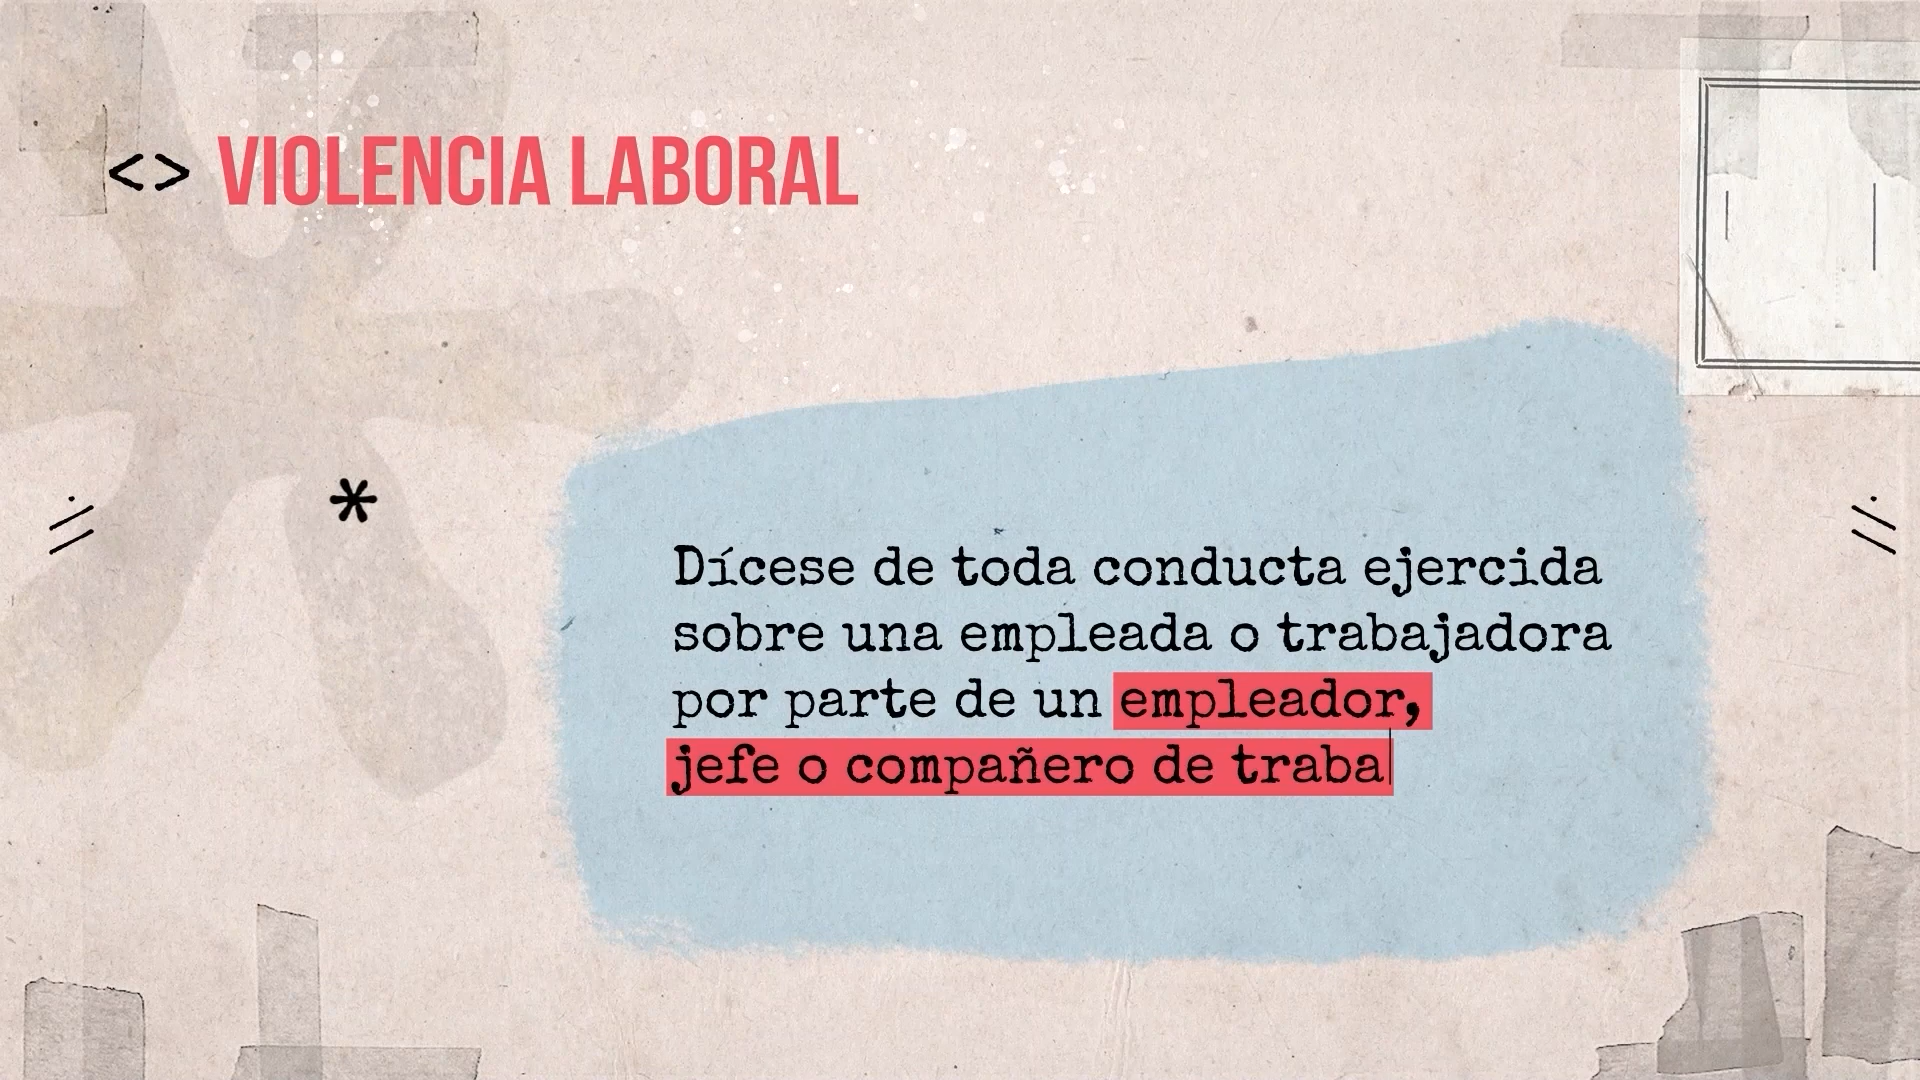 <> VIOLENCIA LABORAL
*
Dícese de toda conducta ejercida
sobre una empleada o trabajadora
por parte de un empleador,
jefe o compañero de traba